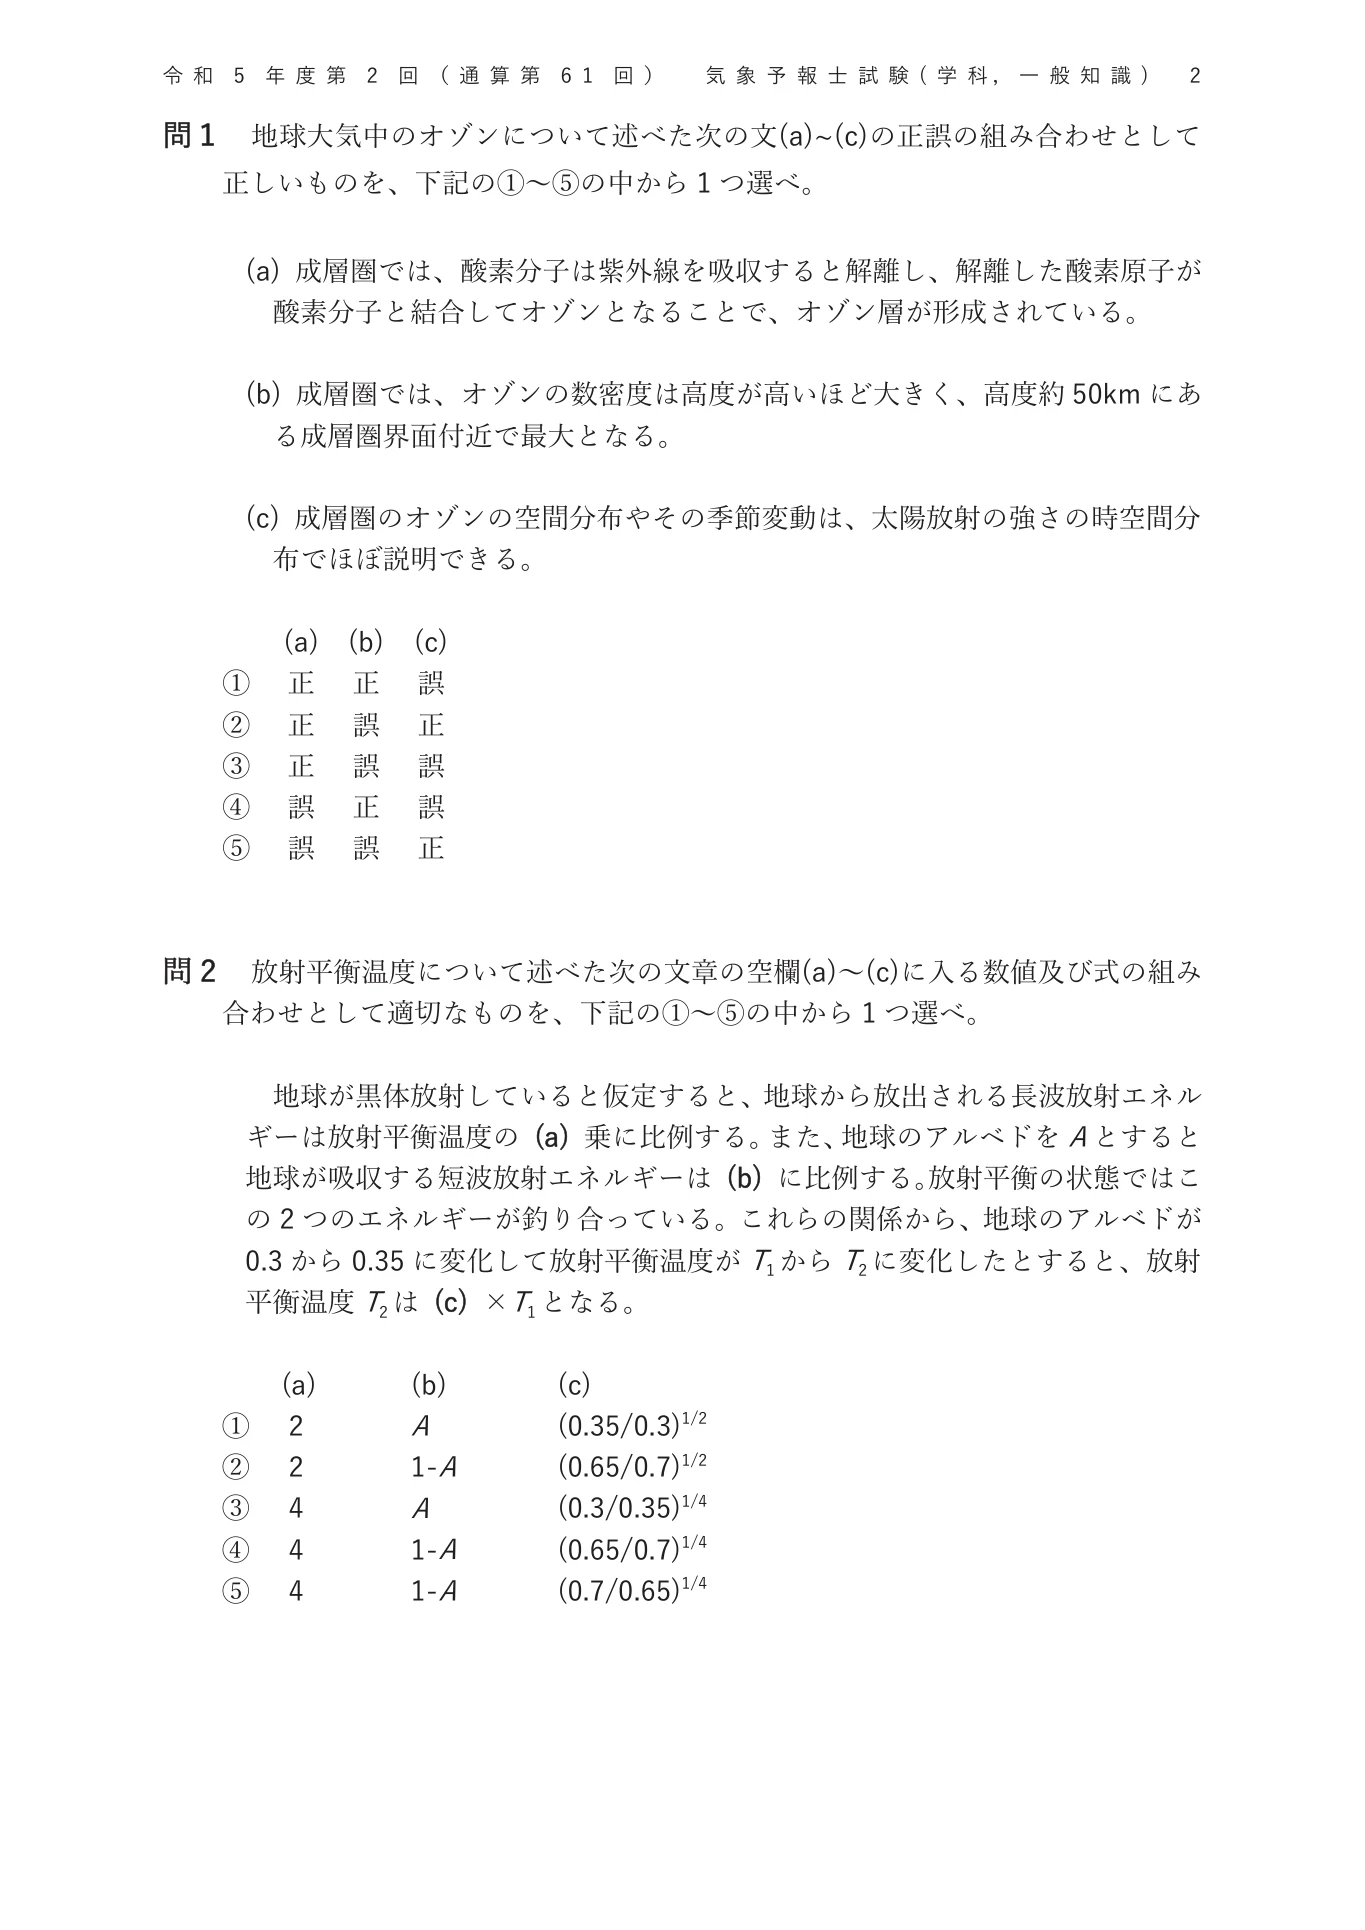 令和5年度第2回（通算第61回）　気象予報士試験(学科, 一般知識)　2
問1　地球大気中のオゾンについて述べた次の文(a)~(c)の正誤の組み合わせとして
正しいものを、下記の①～⑤の中から1つ選べ。
(a) 成層圏では、酸素分子は紫外線を吸収すると解離し、解離した酸素原子が
酸素分子と結合してオゾンとなることで、オゾン層が形成されている。
(b) 成層圏では、オゾンの数密度は高度が高いほど大きく、高度約50kmにあ
る成層圏界面付近で最大となる。
(c) 成層圏のオゾンの空間分布やその季節変動は、太陽放射の強さの時空間分
布でほぼ説明できる。
(a) (b) (c)
① 正 正 誤
② 正 誤 正
③ 正 誤 誤
④ 誤 正 誤
⑤ 誤 誤 正
問2　放射平衡温度について述べた次の文章の空欄(a)～(c)に入る数値及び式の組み
合わせとして適切なものを、下記の①～⑤の中から1つ選べ。
地球が黒体放射していると仮定すると、地球から放出される長波放射エネル
ギーは放射平衡温度の (a) 乗に比例する。また、地球のアルベドをAとすると
地球が吸収する短波放射エネルギーは (b) に比例する。放射平衡の状態ではこ
の2つのエネルギーが釣り合っている。これらの関係から、地球のアルベドが
0.3から0.35に変化して放射平衡温度が T₁から T₂に変化したとすると、放射
平衡温度 T₂は (c) ×T₁となる。
(a) (b) (c)
① 2 A (0.35/0.3)^1/2
② 2 1-A (0.65/0.7)^1/2
③ 4 A (0.3/0.35)^1/4
④ 4 1-A (0.65/0.7)^1/4
⑤ 4 1-A (0.7/0.65)^1/4